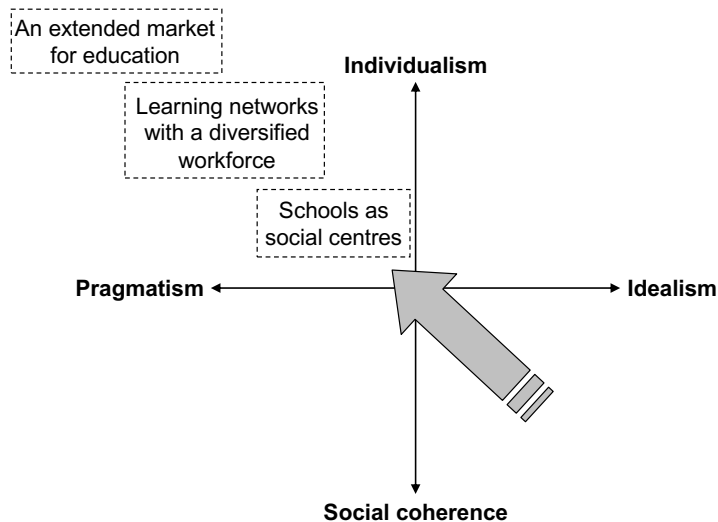 An extended market
for education
Individualism
Learning networks
with a diversified
workforce
Schools as
social centres
Pragmatism
Idealism
Social coherence